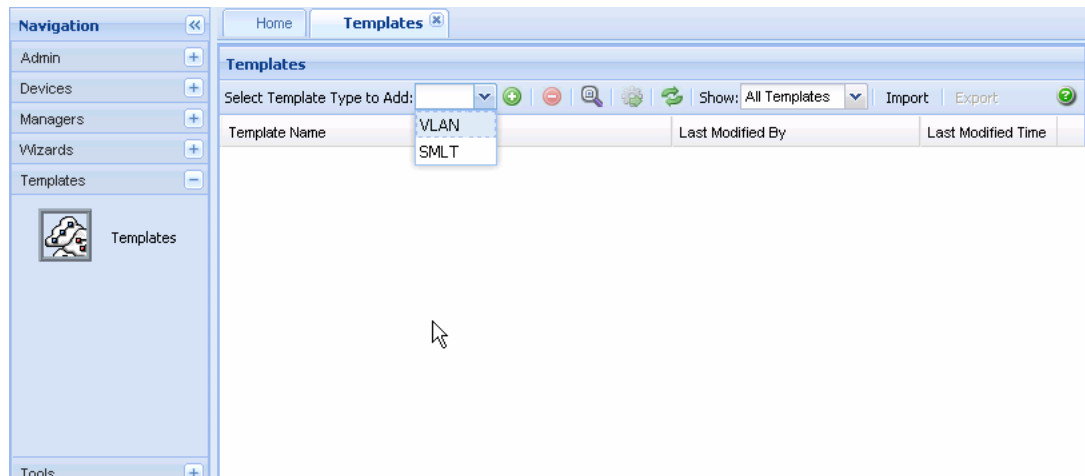 Navigation
Admin
Devices
Managers
Wizards
Templates
Templates
Tools
Home
Templates
Templates
Select Template Type to Add:
VLAN
SMLT
Show: All Templates
Import
Export
Template Name
Last Modified By
Last Modified Time